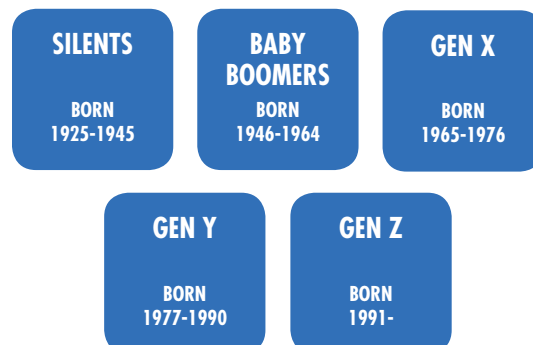 SILENTS
BORN
1925-1945
BABY
BOOMERS
BORN
1946-1964
GEN X
BORN
1965-1976
GEN Y
BORN
1977-1990
GEN Z
BORN
1991-